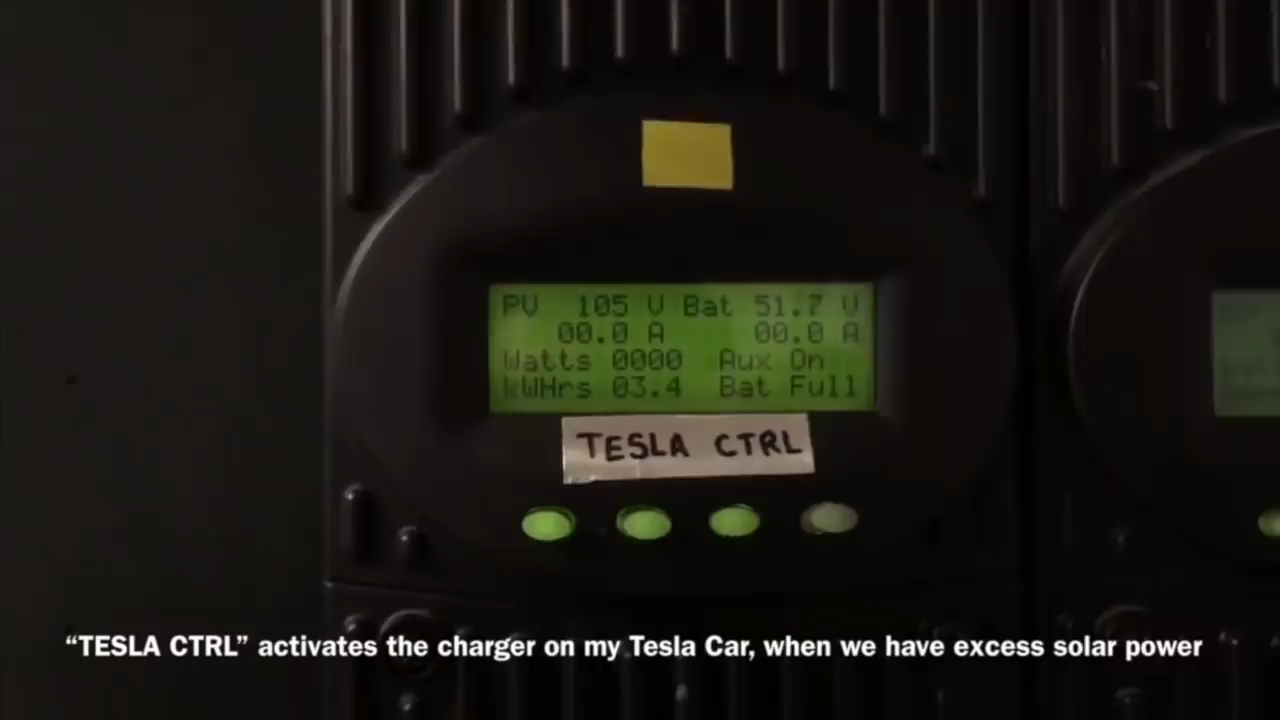 PV 105 V Bat 51.7 V
00.0 A 00.0 A
Watts 0000 Aux On
kWHrs 03.4 Bat Full
TESLA CTRL
“TESLA CTRL” activates the charger on my Tesla Car, when we have excess solar power